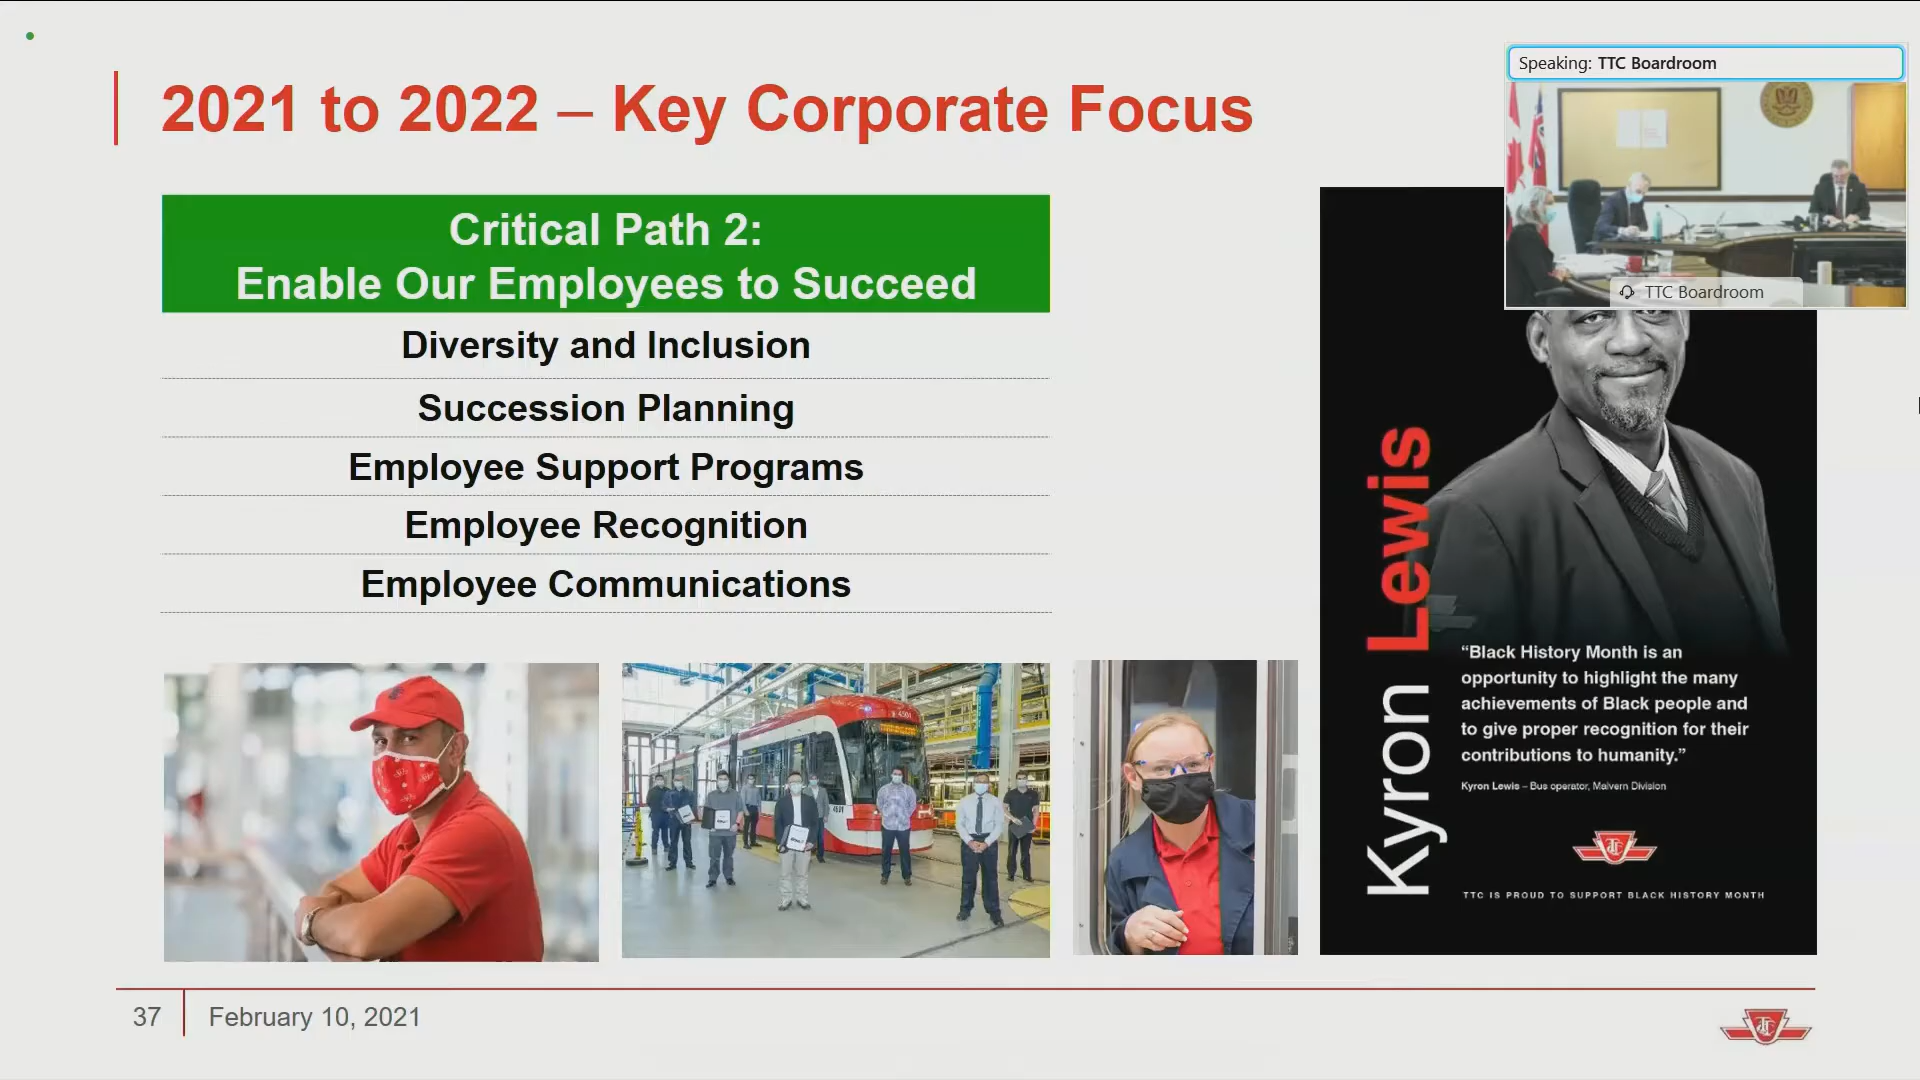 2021 to 2022 – Key Corporate Focus
Speaking: TTC Boardroom
TTC Boardroom
Critical Path 2:
Enable Our Employees to Succeed
Diversity and Inclusion
Succession Planning
Employee Support Programs
Employee Recognition
Employee Communications
4501
Kyron Lewis
“Black History Month is an
opportunity to highlight the many
achievements of Black people and
to give proper recognition for their
contributions to humanity.”
Kyron Lewis – Bus operator, Malvern Division
TTC IS PROUD TO SUPPORT BLACK HISTORY MONTH
37
February 10, 2021